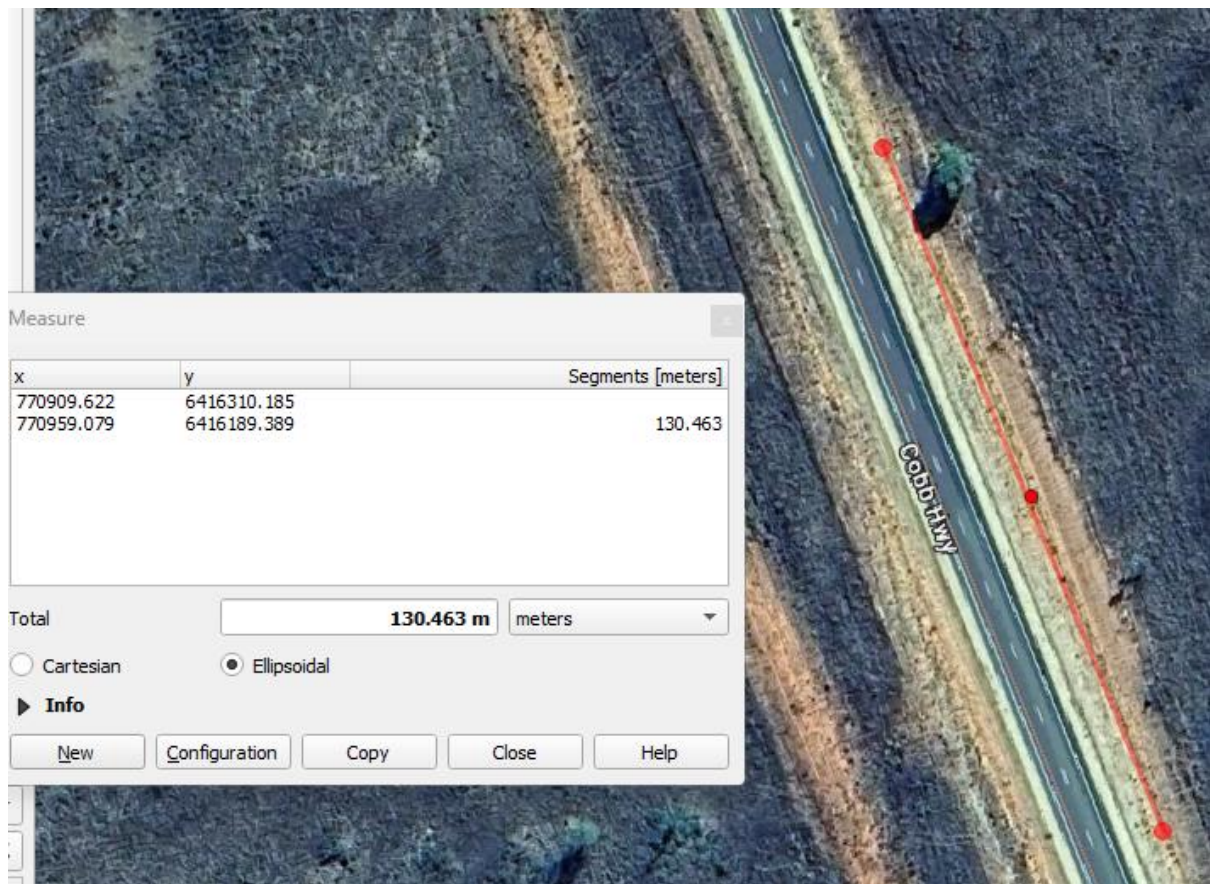 Measure
x y Segments [meters]
770909.622 6416310.185
770959.079 6416189.389 130.463
Total 130.463 m meters
Cartesian Ellipsoidal
Info
New Configuration Copy Close Help
Cobb Hwy